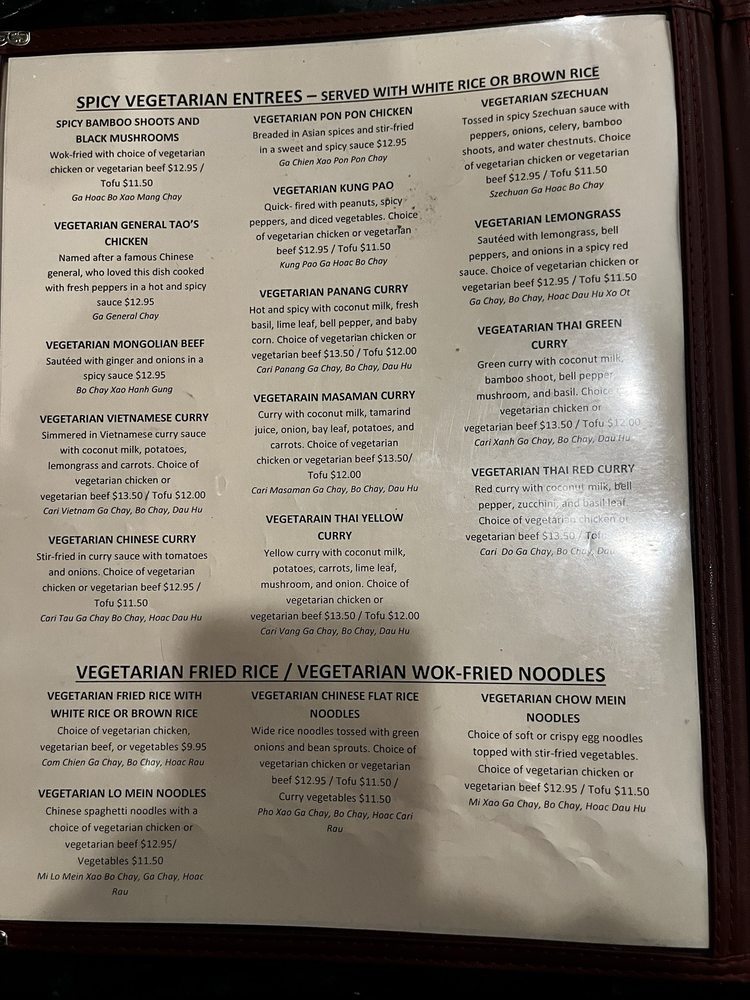 SPICY VEGETARIAN ENTREES – SERVED WITH WHITE RICE OR BROWN RICE
SPICY BAMBOO SHOOTS AND
BLACK MUSHROOMS
Wok-fried with choice of vegetarian
chicken or vegetarian beef $12.95 /
Tofu $11.50
Ga Hoac Bo Xao Mang Chay
VEGETARIAN GENERAL TAO'S
CHICKEN
Named after a famous Chinese
general, who loved this dish cooked
with fresh peppers in a hot and spicy
sauce $12.95
Ga General Chay
VEGETARIAN MONGOLIAN BEEF
Sautéed with ginger and onions in a
spicy sauce $12.95
Bo Chay Xao Hanh Gung
VEGETARIAN VIETNAMESE CURRY
Simmered in Vietnamese curry sauce
with coconut milk, potatoes,
lemongrass and carrots. Choice of
vegetarian chicken or
vegetarian beef $13.50 / Tofu $12.00
Cari Vietnam Ga Chay, Bo Chay, Dau Hu
VEGETARIAN CHINESE CURRY
Stir-fried in curry sauce with tomatoes
and onions. Choice of vegetarian
chicken or vegetarian beef $12.95 /
Tofu $11.50
Cari Tau Ga Chay Bo Chay, Hoac Dau Hu
VEGETARIAN PON PON CHICKEN
Breaded in Asian spices and stir-fried
in a sweet and spicy sauce $12.95
Ga Chien Xao Pon Pon Chay
VEGETARIAN KUNG PAO
Quick- fired with peanuts, spicy
peppers, and diced vegetables. Choice
of vegetarian chicken or vegetarian
beef $12.95 / Tofu $11.50
Kung Pao Ga Hoac Bo Chay
VEGETARIAN PANANG CURRY
Hot and spicy with coconut milk, fresh
basil, lime leaf, bell pepper, and baby
corn. Choice of vegetarian chicken or
vegetarian beef $13.50 / Tofu $12.00
Cari Panang Ga Chay, Bo Chay, Dau Hu
VEGETARAIN MASAMAN CURRY
Curry with coconut milk, tamarind
juice, onion, bay leaf, potatoes, and
carrots. Choice of vegetarian
chicken or vegetarian beef $13.50/
Tofu $12.00
Cari Masaman Ga Chay, Bo Chay, Dau Hu
VEGETARAIN THAI YELLOW
CURRY
Yellow curry with coconut milk,
potatoes, carrots, lime leaf,
mushroom, and onion. Choice of
vegetarian chicken or
vegetarian beef $13.50 / Tofu $12.00
Cari Vang Ga Chay, Bo Chay, Dau Hu
VEGETARIAN SZECHUAN
Tossed in spicy Szechuan sauce with
peppers, onions, celery, bamboo
shoots, and water chestnuts. Choice
of vegetarian chicken or vegetarian
beef $12.95 / Tofu $11.50
Szechuan Ga Hoac Bo Chay
VEGETARIAN LEMONGRASS
Sautéed with lemongrass, bell
peppers, and onions in a spicy red
sauce. Choice of vegetarian chicken or
vegetarian beef $12.95 / Tofu $11.50
Ga Chay, Bo Chay, Hoac Dau Hu Xo Ot
VEGEATARIAN THAI GREEN
CURRY
Green curry with coconut milk,
bamboo shoot, bell pepper,
mushroom, and basil. Choice
vegetarian chicken or
vegetarian beef $13.50 / Tofu $12.00
Cari Xanh Ga Chay, Bo Chay, Dau Hu
VEGETARIAN THAI RED CURRY
Red curry with coconut milk, bell
pepper, zucchini, and basil leaf.
Choice of vegetarian chicken or
vegetarian beef $13.50 /
Cari Do Ga Chay, Bo Chay, Dau
VEGETARIAN FRIED RICE / VEGETARIAN WOK-FRIED NOODLES
VEGETARIAN FRIED RICE WITH
WHITE RICE OR BROWN RICE
Choice of vegetarian chicken,
vegetarian beef, or vegetables $9.95
Com Chien Ga Chay, Bo Chay, Hoac Rau
VEGETARIAN LO MEIN NOODLES
Chinese spaghetti noodles with a
choice of vegetarian chicken or
vegetarian beef $12.95/
Vegetables $11.50
Mi Lo Mein Xao Bo Chay, Ga Chay, Hoac
Rau
VEGETARIAN CHINESE FLAT RICE
NOODLES
Wide rice noodles tossed with green
onions and bean sprouts. Choice of
vegetarian chicken or vegetarian
beef $12.95 / Tofu $11.50 /
Curry vegetables $11.50
Pho Xao Ga Chay, Bo Chay, Hoac Cari
Rau
VEGETARIAN CHOW MEIN
NOODLES
Choice of soft or crispy egg noodles
topped with stir-fried vegetables.
Choice of vegetarian chicken or
vegetarian beef $12.95 / Tofu $11.50
Mi Xao Ga Chay, Bo Chay, Hoac Dau Hu